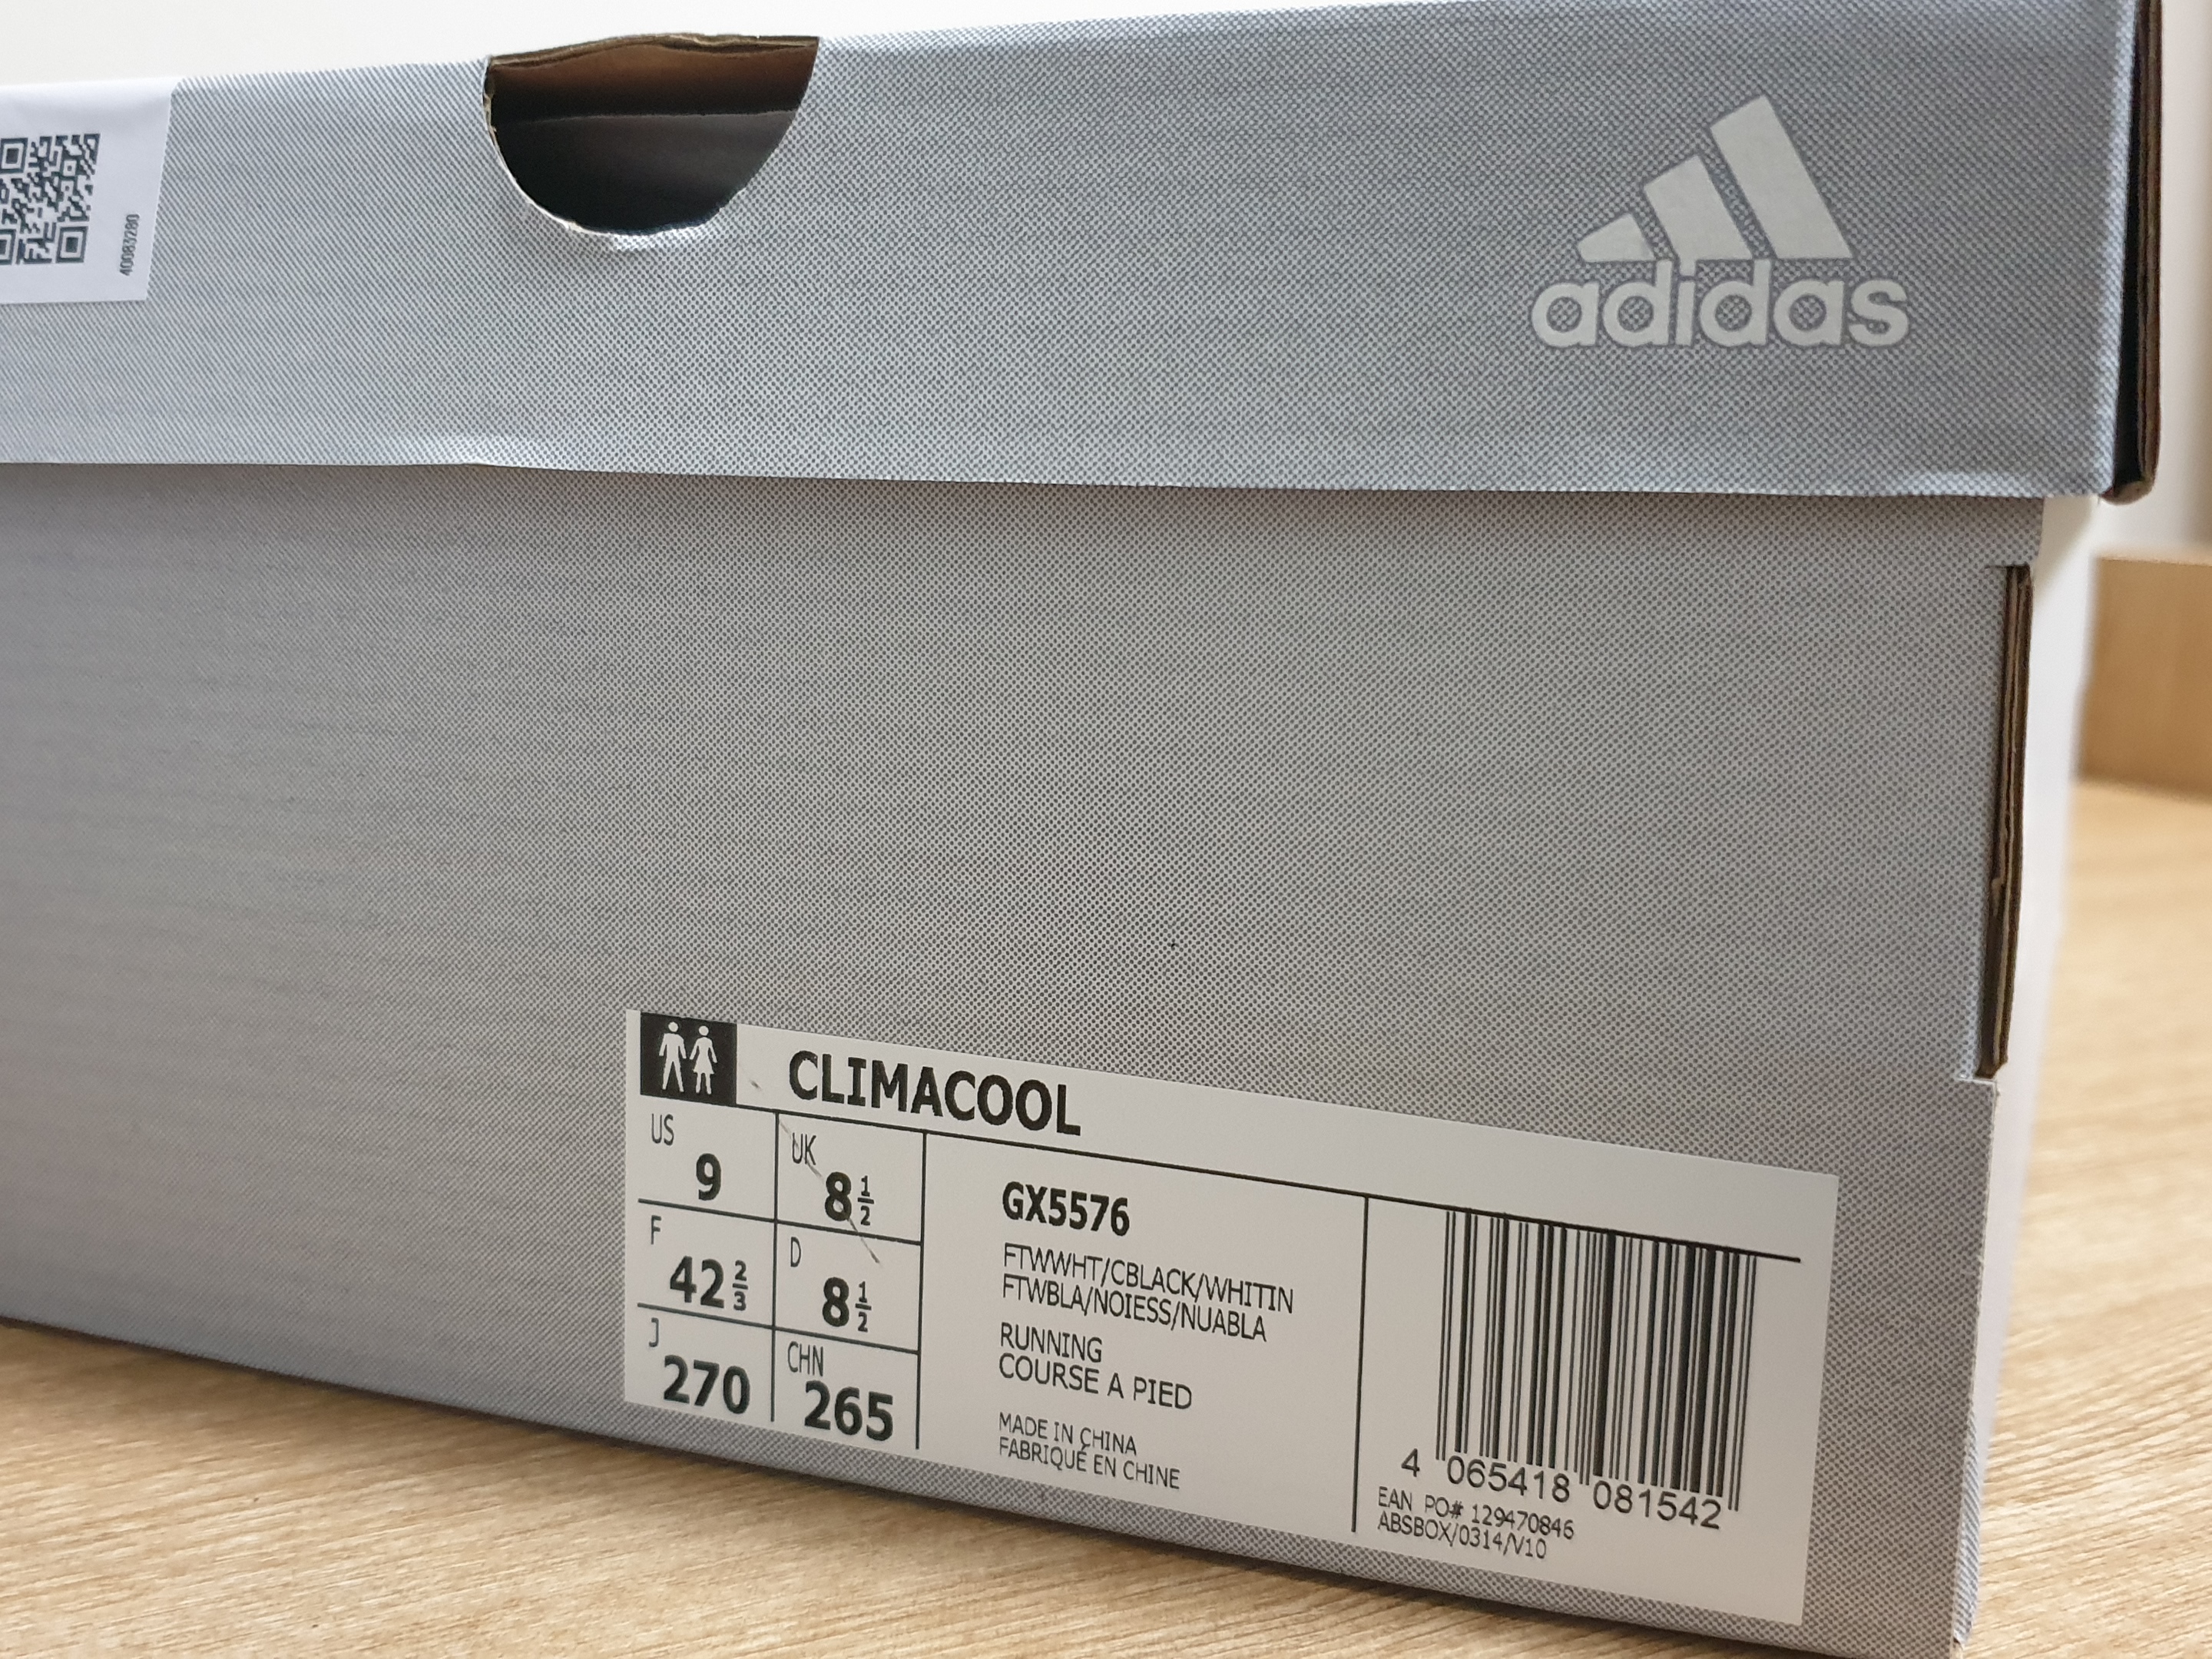 40083280
adidas
CLIMACOOL
US
9
UK
8 1/2
F
42 2/3
D
8 1/2
J
270
CHN
265
GX5576
FTWWHT/CBLACK/WHITIN
FTWBLA/NOIESS/NUABLA
RUNNING
COURSE A PIED
MADE IN CHINA
FABRIQUÉ EN CHINE
4 065418 081542
EAN PO# 129470846
ABSBOX/0314/V10